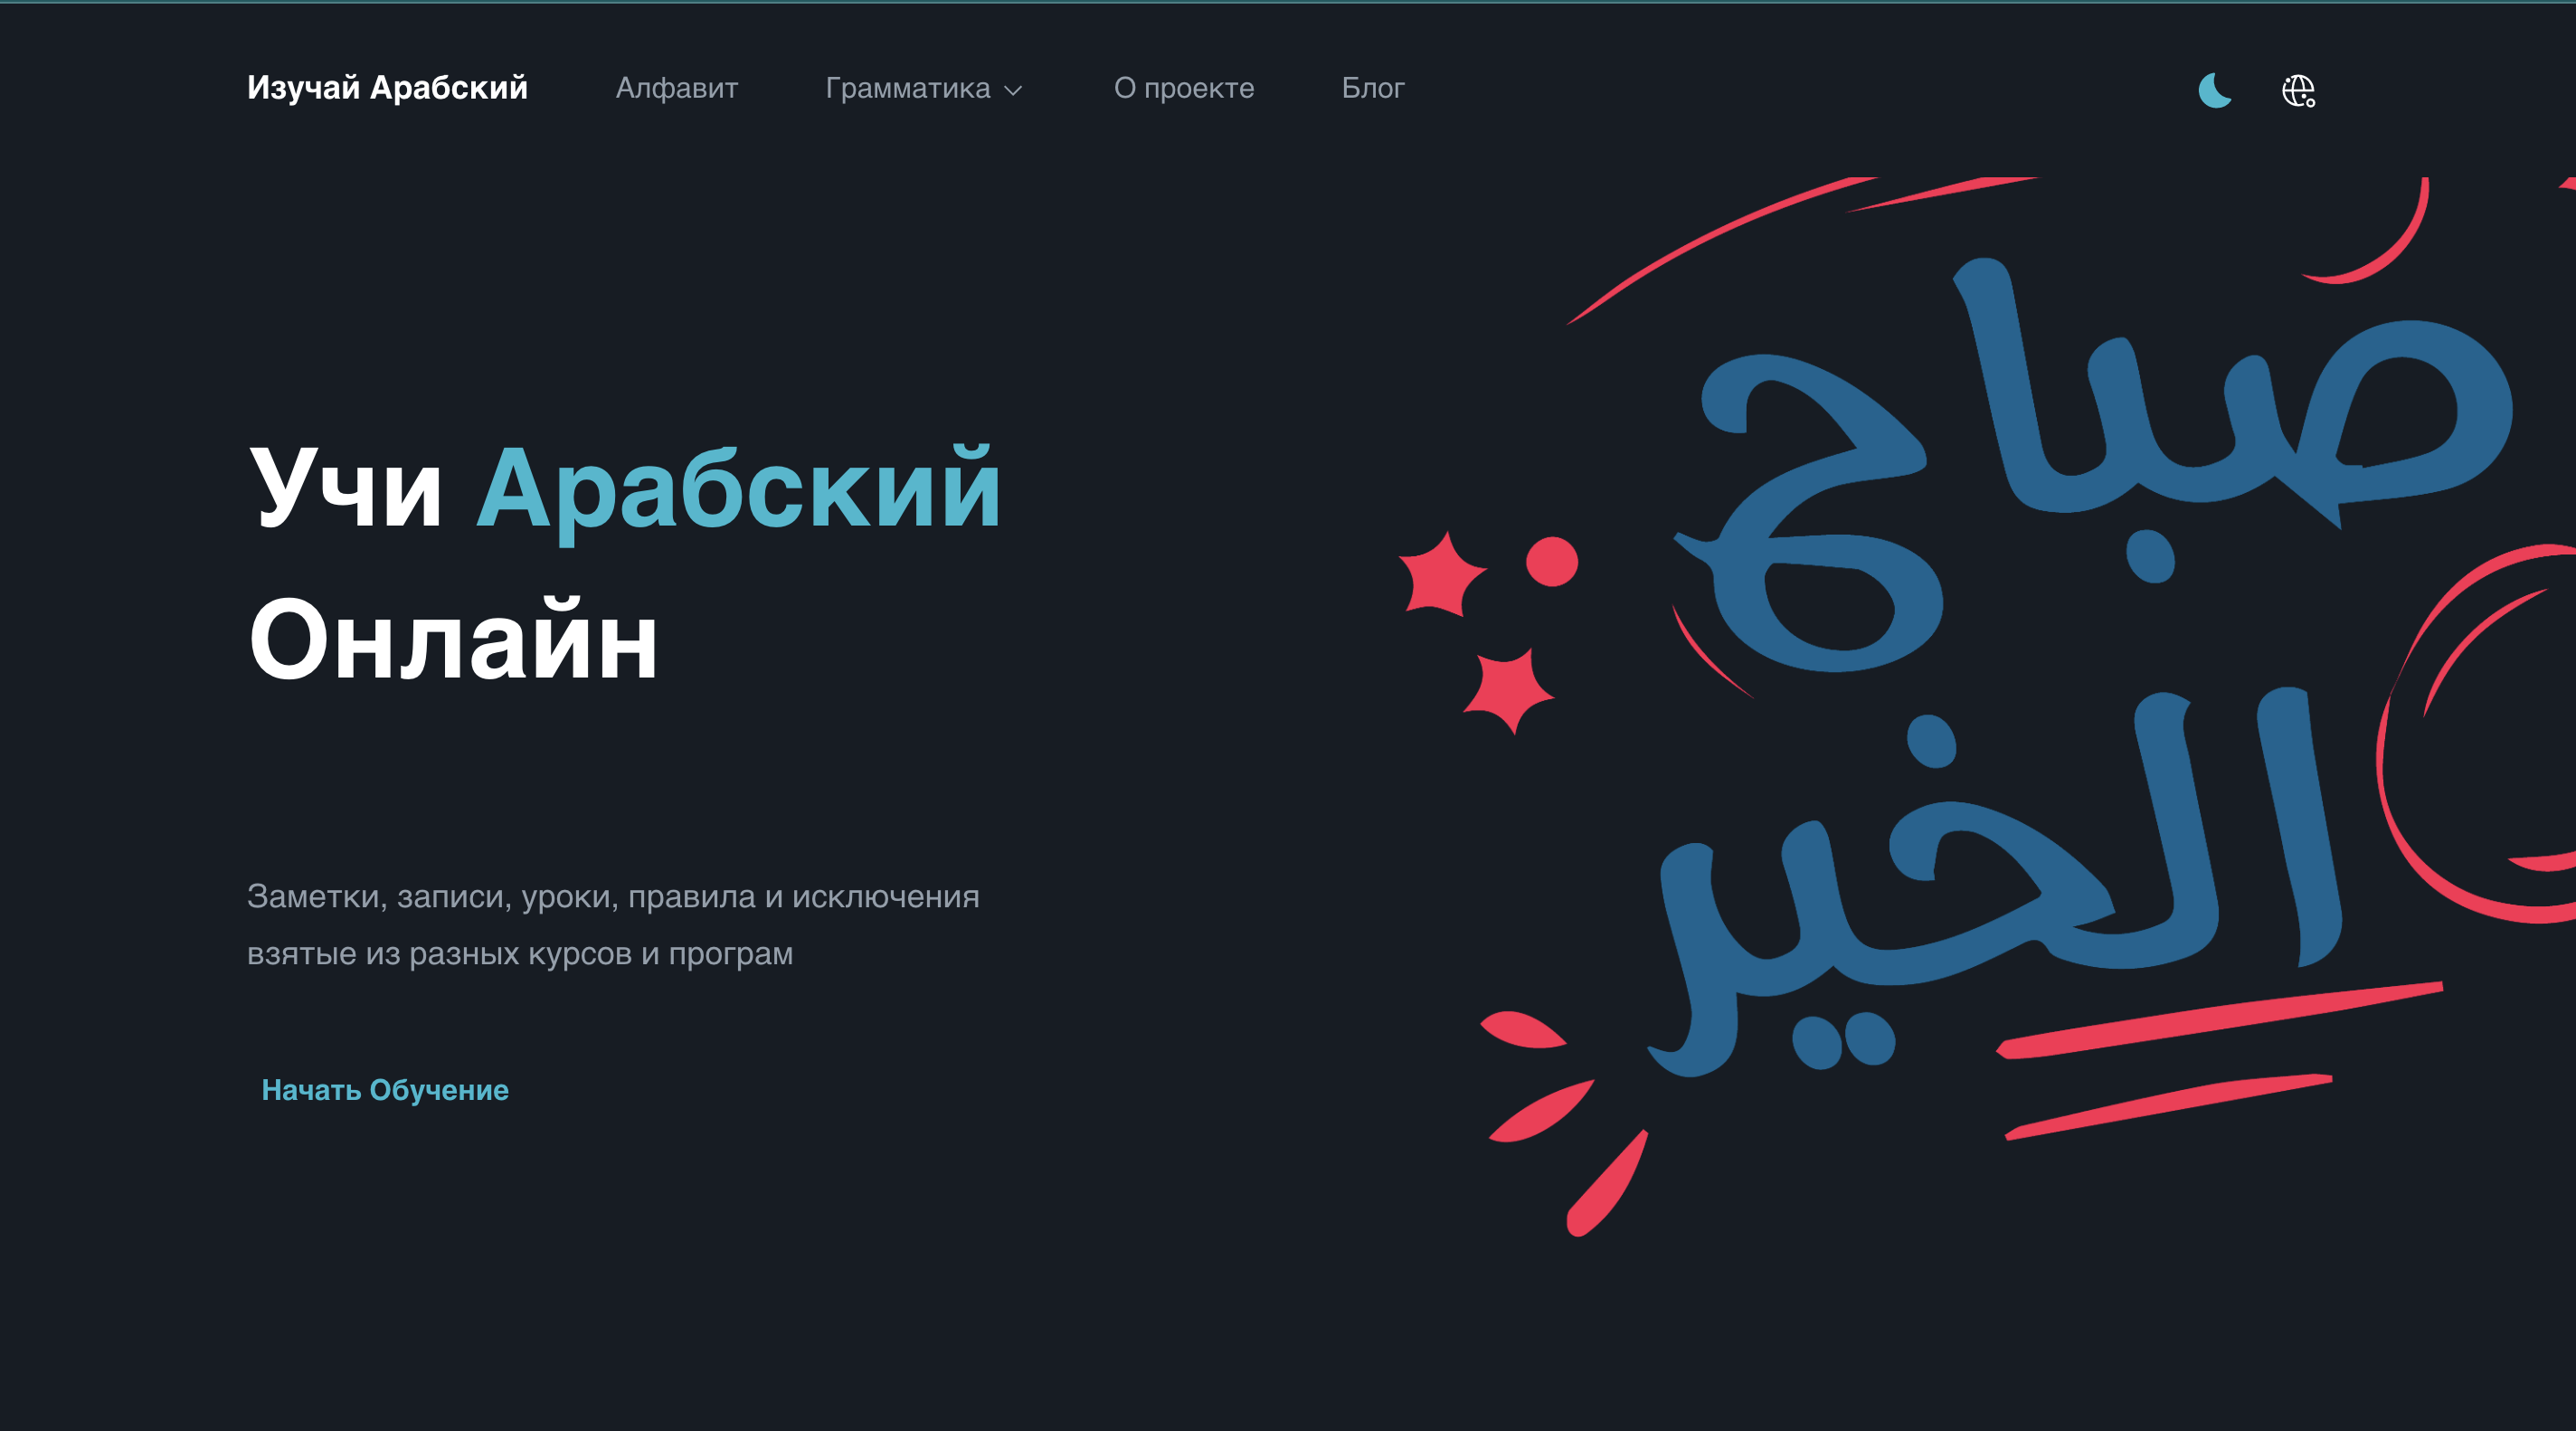 Изучай Арабский Алфавит Грамматика О проекте Блог
Учи Арабский
Онлайн
Заметки, записи, уроки, правила и исключения
взятые из разных курсов и програм
Начать Обучение
صباح
الخير